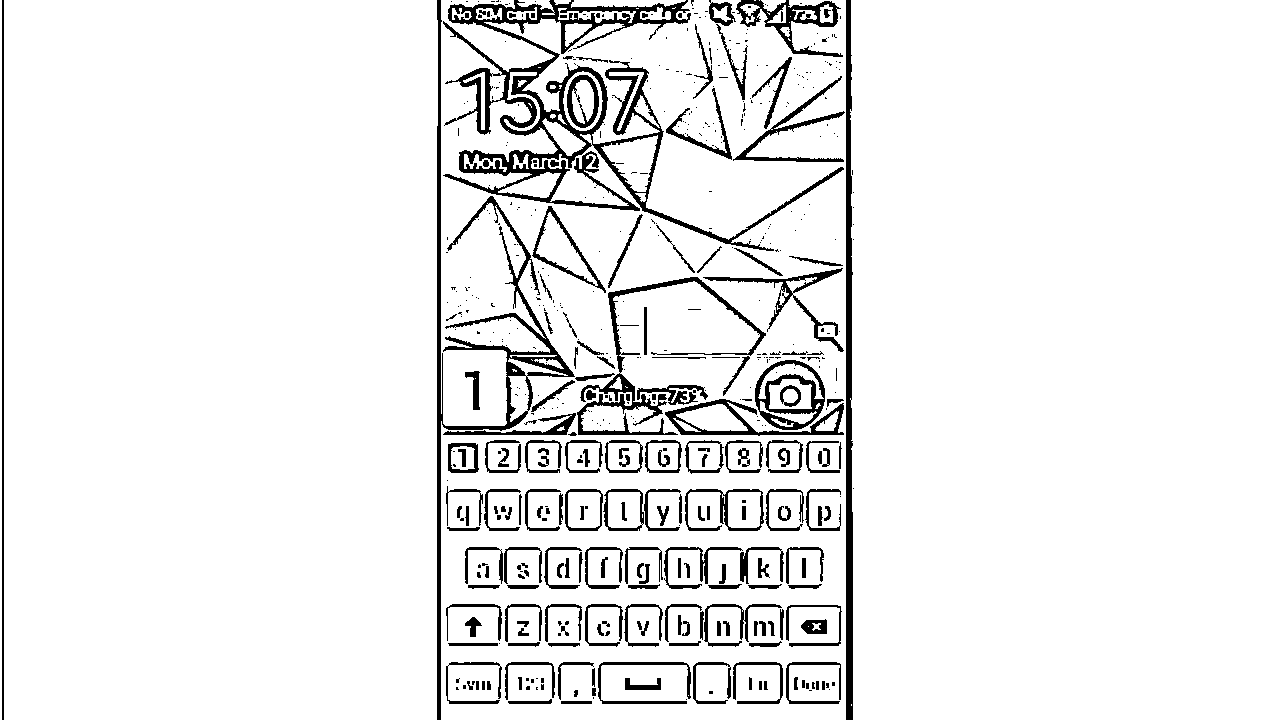 No SIM card — Emergency calls or 73%
15:07
Mon, March 12
1
Charging: 73%
1 2 3 4 5 6 7 8 9 0
q w e r t y u i o p
a s d f g h j k l
z x c v b n m
Sym 123 , . En Done